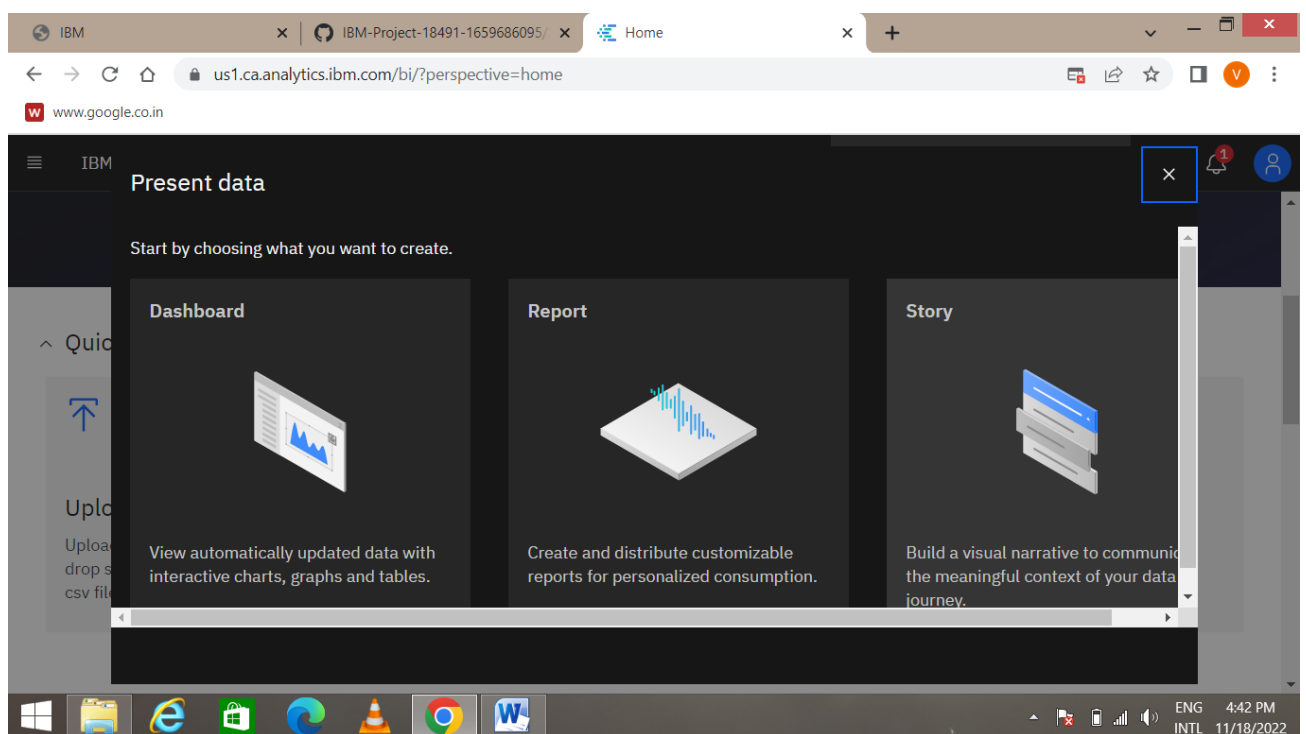 IBM
IBM-Project-18491-1659686095/
Home
us1.ca.analytics.ibm.com/bi/?perspective=home
V
W
www.google.co.in
IBM
1
Present data
Start by choosing what you want to create.
Dashboard
Report
Story
Quic
Uplo
Uploa
drop s
csv fil
View automatically updated data with
interactive charts, graphs and tables.
Create and distribute customizable
reports for personalized consumption.
Build a visual narrative to communic
the meaningful context of your data
journey.
W
ENG
INTL
4:42 PM
11/18/2022